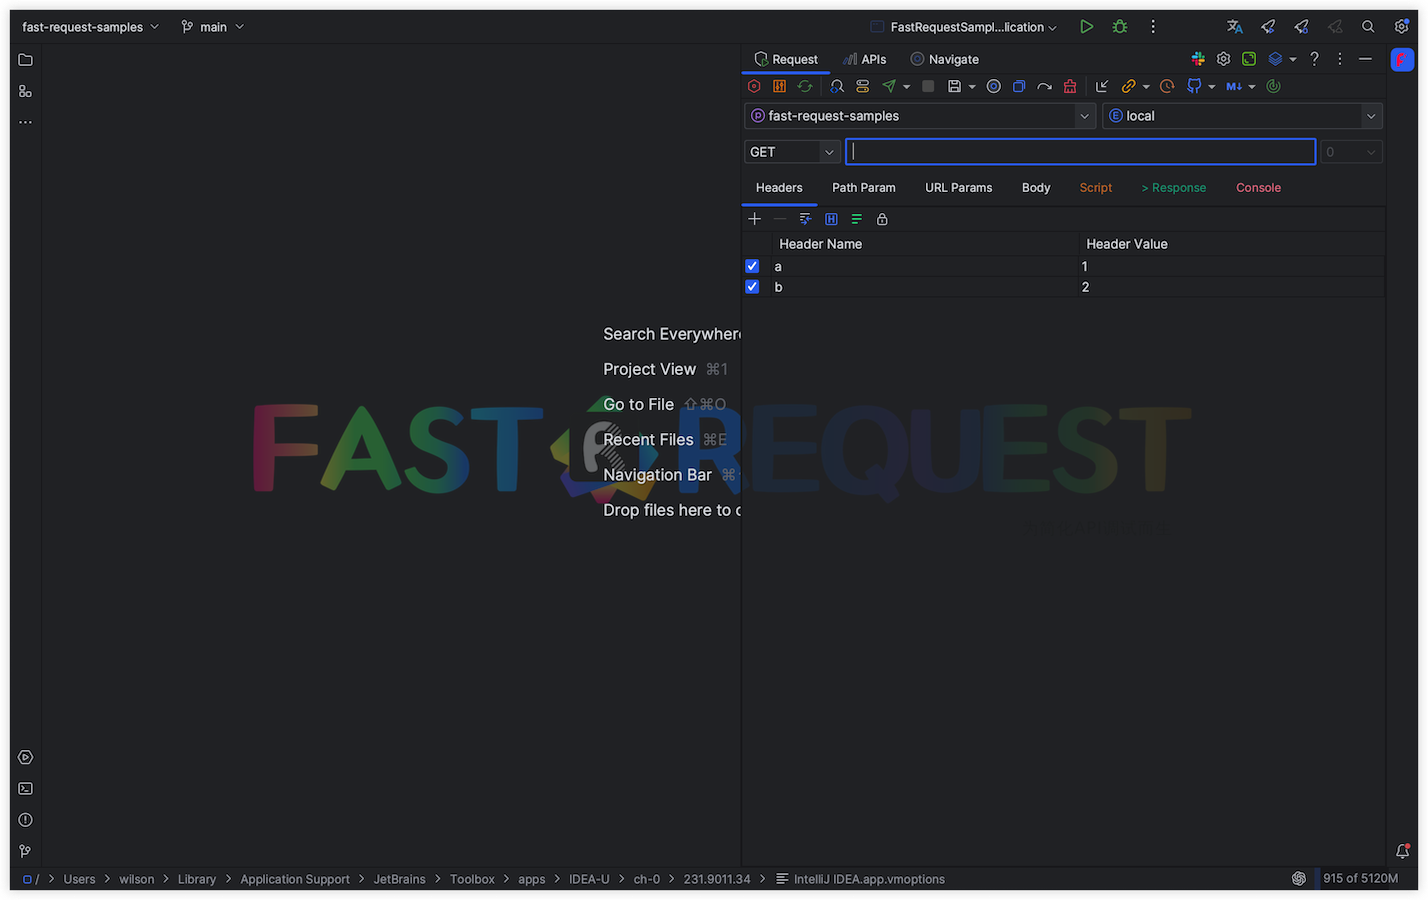 fast-request-samples main FastRequestSampl...lication
Request APIs Navigate
M↓
fast-request-samples local
GET 0
Headers Path Param URL Params Body Script > Response Console
Header Name Header Value
a 1
b 2
Search Everywhere
Project View ⌘1
Go to File ⇧⌘O
Recent Files ⌘E
Navigation Bar ⌘
Drop files here to o
FAST REQUEST
/ > Users > wilson > Library > Application Support > JetBrains > Toolbox > apps > IDEA-U > ch-0 > 231.9011.34 > IntelliJ IDEA.app.vmoptions
915 of 5120M